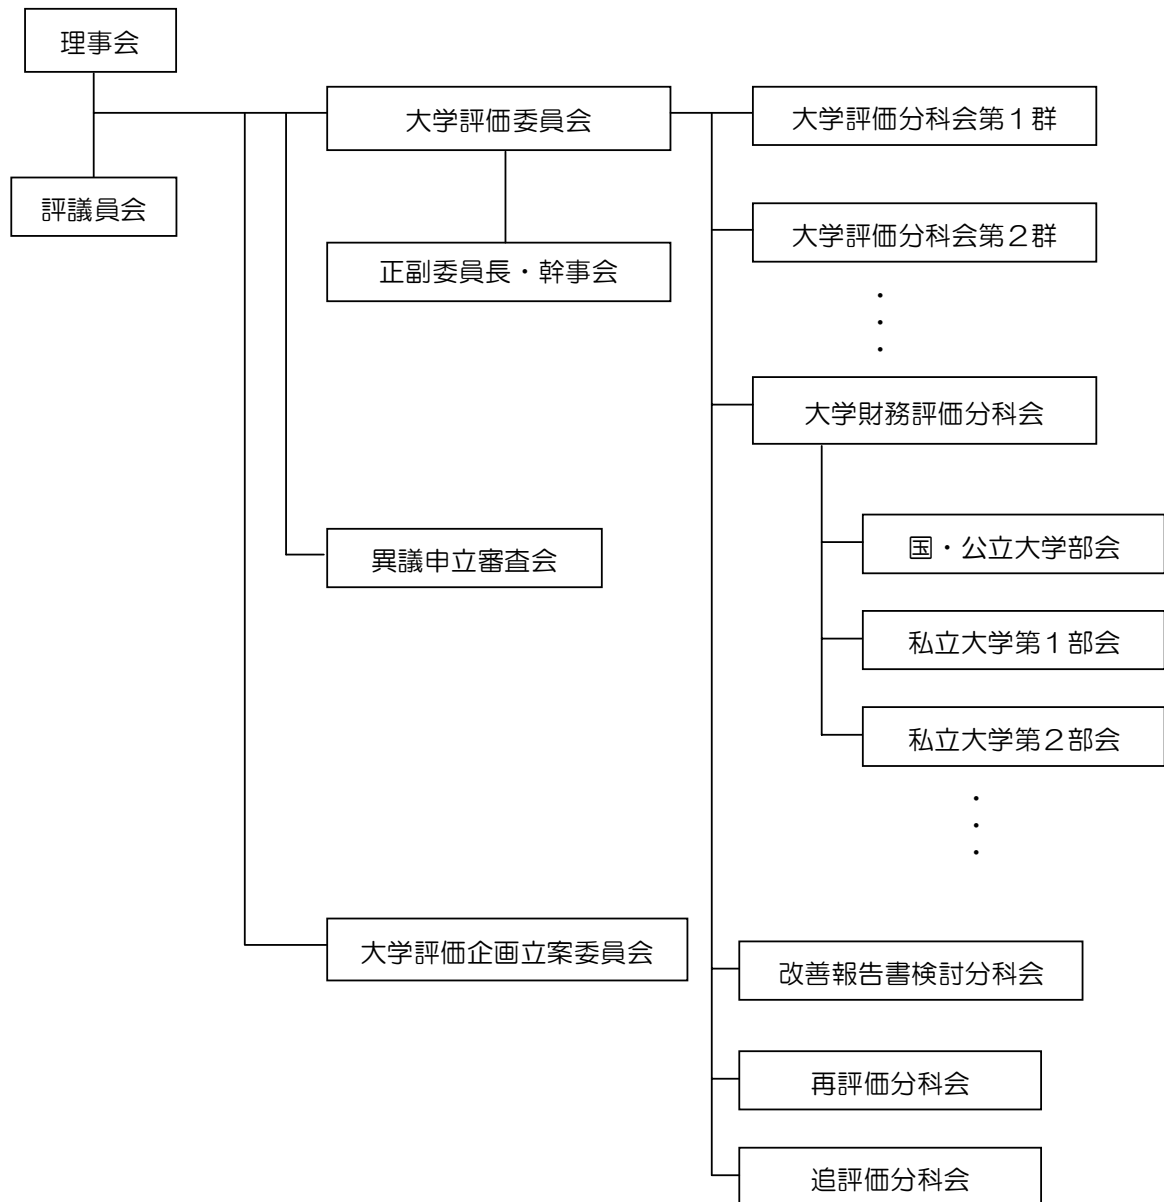 理事会
評議員会
大学評価委員会
正副委員長・幹事会
異議申立審査会
大学評価企画立案委員会
大学評価分科会第１群
大学評価分科会第２群
・
・
・
大学財務評価分科会
国・公立大学部会
私立大学第１部会
私立大学第２部会
・
・
・
改善報告書検討分科会
再評価分科会
追評価分科会